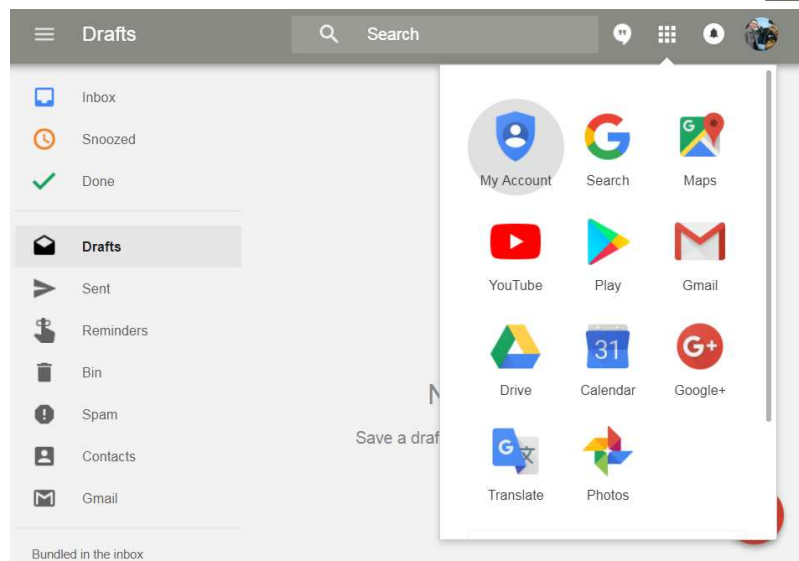 Drafts
Search
Inbox
Snoozed
Done
Drafts
Sent
Reminders
Bin
Spam
Contacts
Gmail
Bundled in the inbox
N
Save a draf
My Account Search Maps
YouTube Play Gmail
31
Drive Calendar Google+
Translate Photos